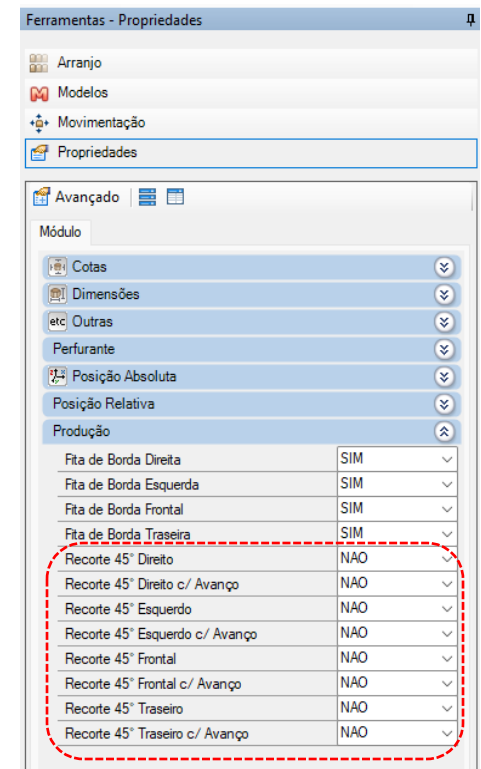 Ferramentas - Propriedades
Arranjo
Modelos
Movimentação
Propriedades
Avançado
Módulo
Cotas
Dimensões
etc Outras
Perfurante
Posição Absoluta
Posição Relativa
Produção
Fita de Borda Direita SIM
Fita de Borda Esquerda SIM
Fita de Borda Frontal SIM
Fita de Borda Traseira SIM
Recorte 45° Direito NAO
Recorte 45° Direito c/ Avanço NAO
Recorte 45° Esquerdo NAO
Recorte 45° Esquerdo c/ Avanço NAO
Recorte 45° Frontal NAO
Recorte 45° Frontal c/ Avanço NAO
Recorte 45° Traseiro NAO
Recorte 45° Traseiro c/ Avanço NAO